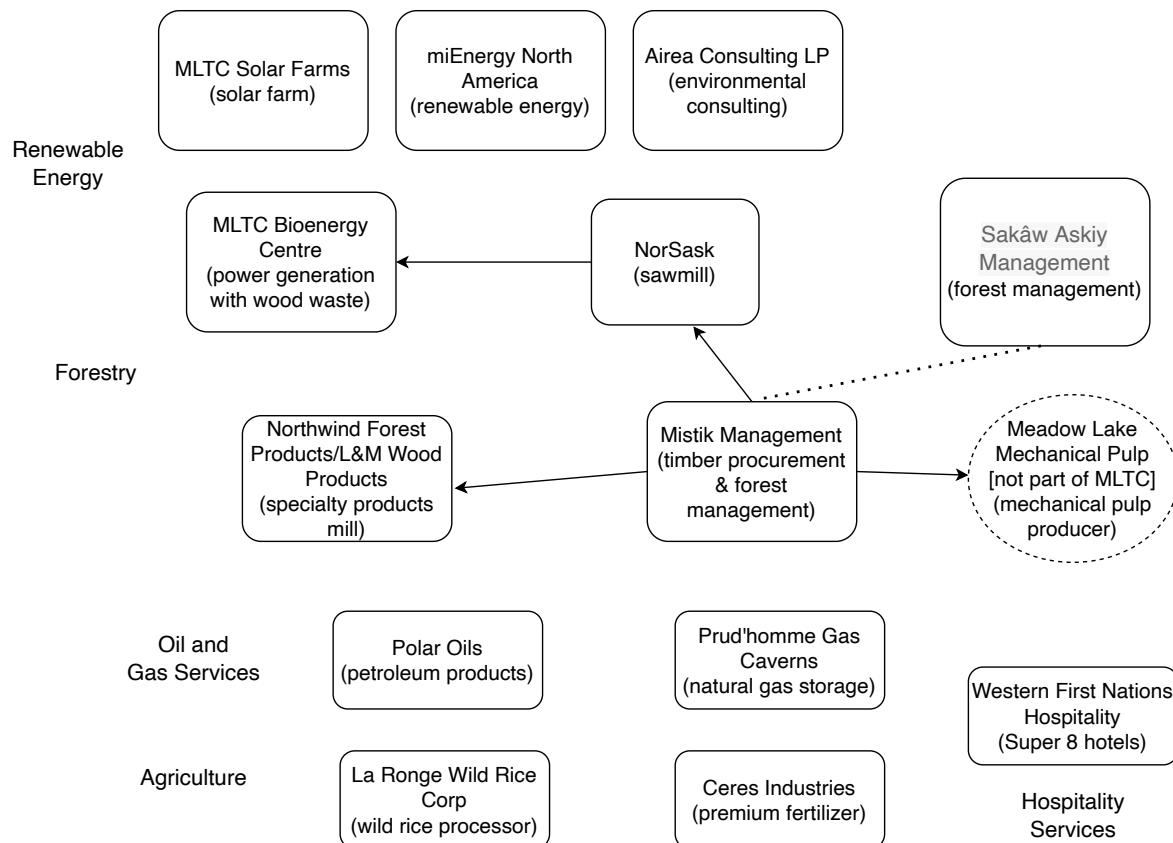 MLTC Solar Farms
(solar farm)
miEnergy North
America
(renewable energy)
Airea Consulting LP
(environmental
consulting)
Renewable
Energy
MLTC Bioenergy
Centre
(power generation
with wood waste)
NorSask
(sawmill)
Sakâw Askiy
Management
(forest management)
Forestry
Northwind Forest
Products/L&M Wood
Products
(specialty products
mill)
Mistik Management
(timber procurement
& forest
management)
Meadow Lake
Mechanical Pulp
[not part of MLTC]
(mechanical pulp
producer)
Oil and
Gas Services
Polar Oils
(petroleum products)
Prud'homme Gas
Caverns
(natural gas storage)
Western First Nations
Hospitality
(Super 8 hotels)
Agriculture
La Ronge Wild Rice
Corp
(wild rice processor)
Ceres Industries
(premium fertilizer)
Hospitality
Services